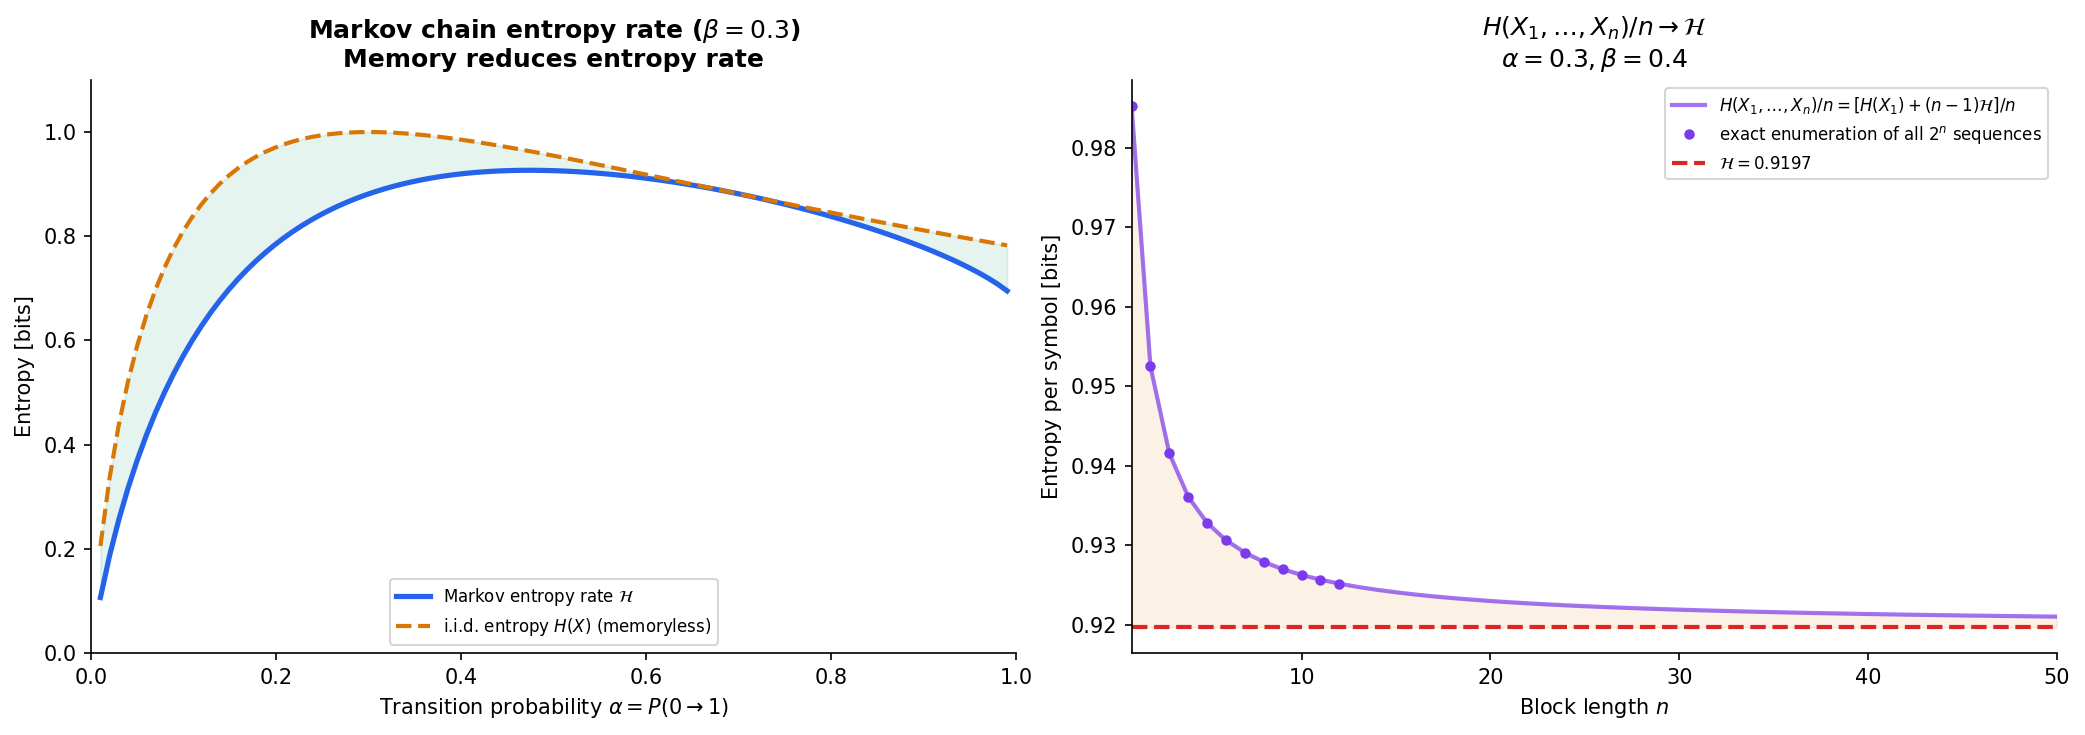 Markov chain entropy rate (β = 0.3)
Memory reduces entropy rate
Entropy [bits]
1.0
0.8
0.6
0.4
0.2
0.0
0.0 0.2 0.4 0.6 0.8 1.0
Transition probability α = P(0 → 1)
Markov entropy rate ℋ
i.i.d. entropy H(X) (memoryless)
H(X₁, …, Xₙ)/n → ℋ
α = 0.3, β = 0.4
Entropy per symbol [bits]
0.98
0.97
0.96
0.95
0.94
0.93
0.92
10 20 30 40 50
Block length n
H(X₁, …, Xₙ)/n = [H(X₁) + (n − 1)ℋ]/n
exact enumeration of all 2ⁿ sequences
ℋ = 0.9197